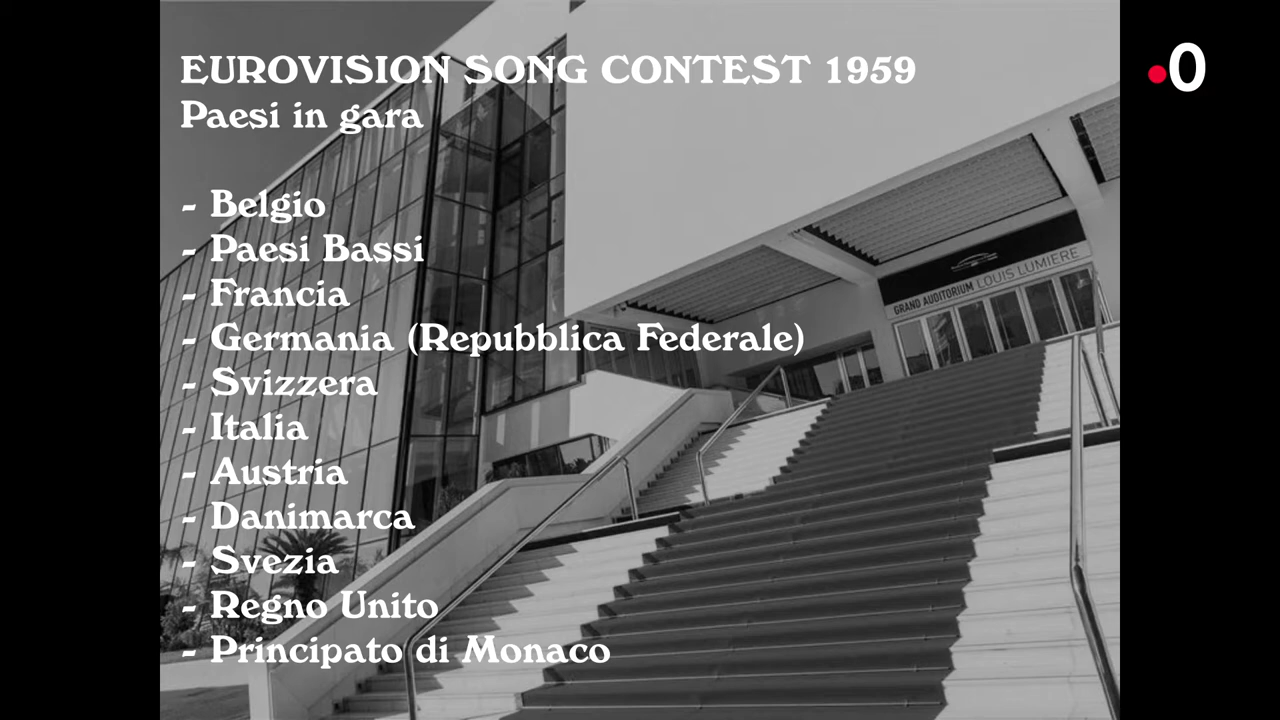 EUROVISION SONG CONTEST 1959
Paesi in gara
- Belgio
- Paesi Bassi
- Francia
- Germania (Repubblica Federale)
- Svizzera
- Italia
- Austria
- Danimarca
- Svezia
- Regno Unito
- Principato di Monaco
GRAND AUDITORIUM LOUIS LUMIERE
0